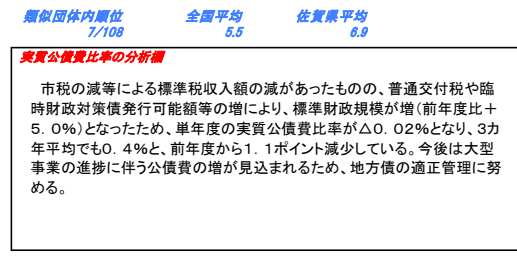 類似団体内順位 全国平均 佐賀県平均
7/108 5.5 6.9
実質公債費比率の分析欄
市税の減等による標準税収入額の減があったものの、普通交付税や臨
時財政対策債発行可能額等の増により、標準財政規模が増(前年度比＋
５．０％)となったため、単年度の実質公債費比率が△０．０２％となり、３カ
年平均でも０．４％と、前年度から１．１ポイント減少している。今後は大型
事業の進捗に伴う公債費の増が見込まれるため、地方債の適正管理に努
める。